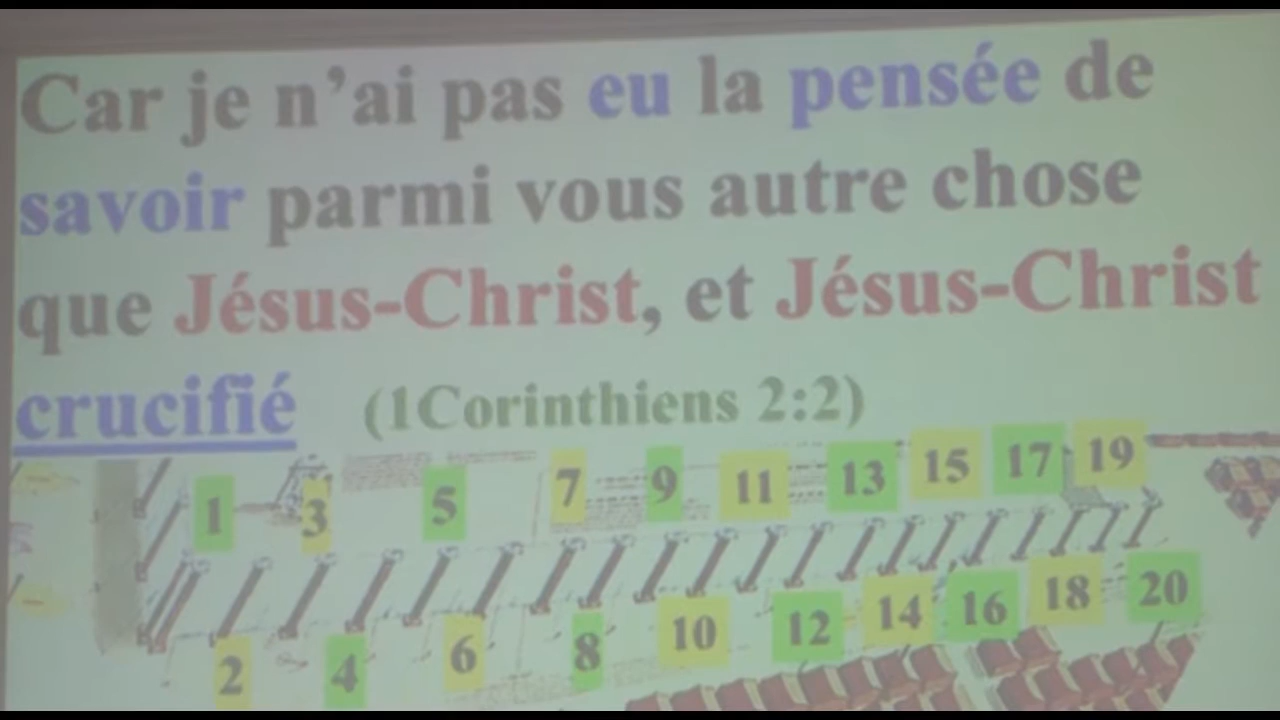 Car je n’ai pas eu la pensée de
savoir parmi vous autre chose
que Jésus-Christ, et Jésus-Christ
crucifié (1Corinthiens 2:2)
1 3 5 7 9 11 13 15 17 19
2 4 6 8 10 12 14 16 18 20